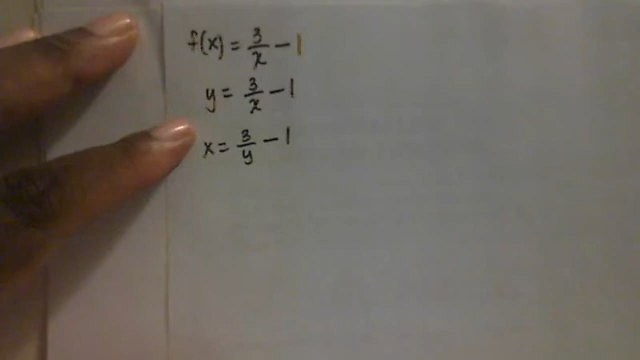 f(x) = 3/x - 1
y = 3/x - 1
x = 3/y - 1